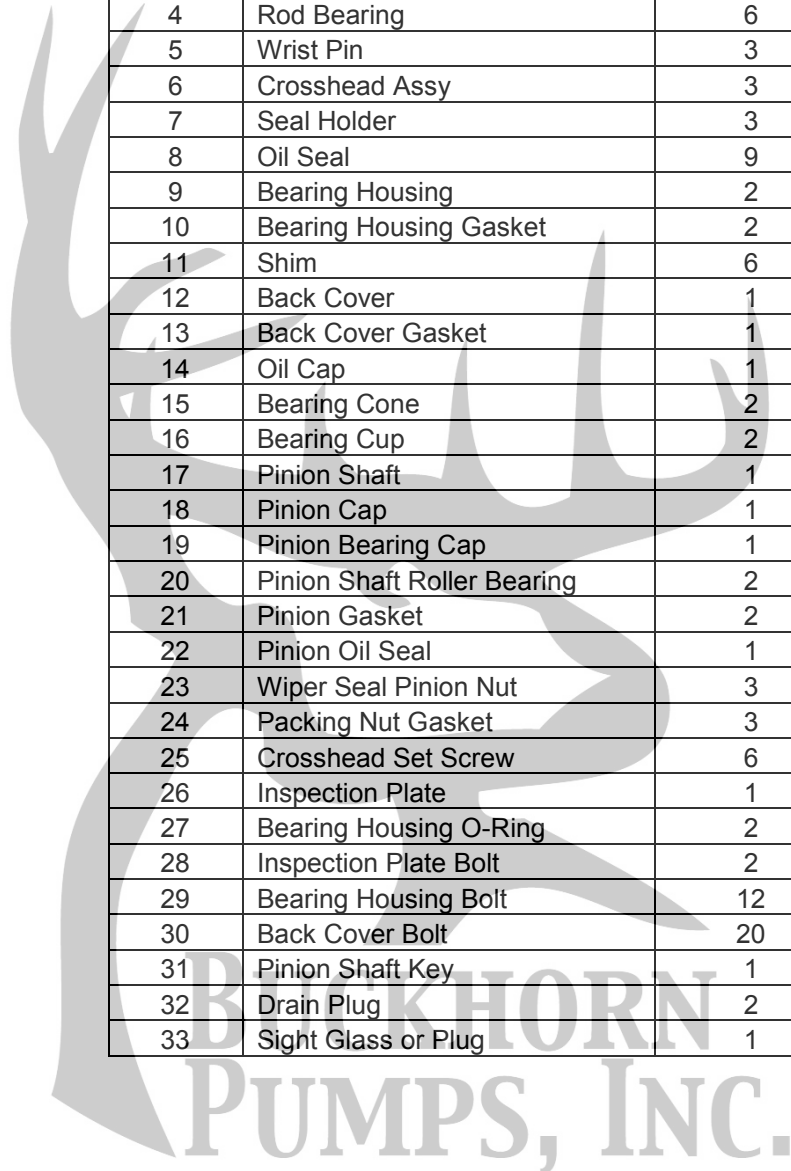 4 Rod Bearing 6
5 Wrist Pin 3
6 Crosshead Assy 3
7 Seal Holder 3
8 Oil Seal 9
9 Bearing Housing 2
10 Bearing Housing Gasket 2
11 Shim 6
12 Back Cover 1
13 Back Cover Gasket 1
14 Oil Cap 1
15 Bearing Cone 2
16 Bearing Cup 2
17 Pinion Shaft 1
18 Pinion Cap 1
19 Pinion Bearing Cap 1
20 Pinion Shaft Roller Bearing 2
21 Pinion Gasket 2
22 Pinion Oil Seal 1
23 Wiper Seal Pinion Nut 3
24 Packing Nut Gasket 3
25 Crosshead Set Screw 6
26 Inspection Plate 1
27 Bearing Housing O-Ring 2
28 Inspection Plate Bolt 2
29 Bearing Housing Bolt 12
30 Back Cover Bolt 20
31 Pinion Shaft Key 1
32 Drain Plug 2
33 Sight Glass or Plug 1
BUCKHORN
PUMPS, INC.